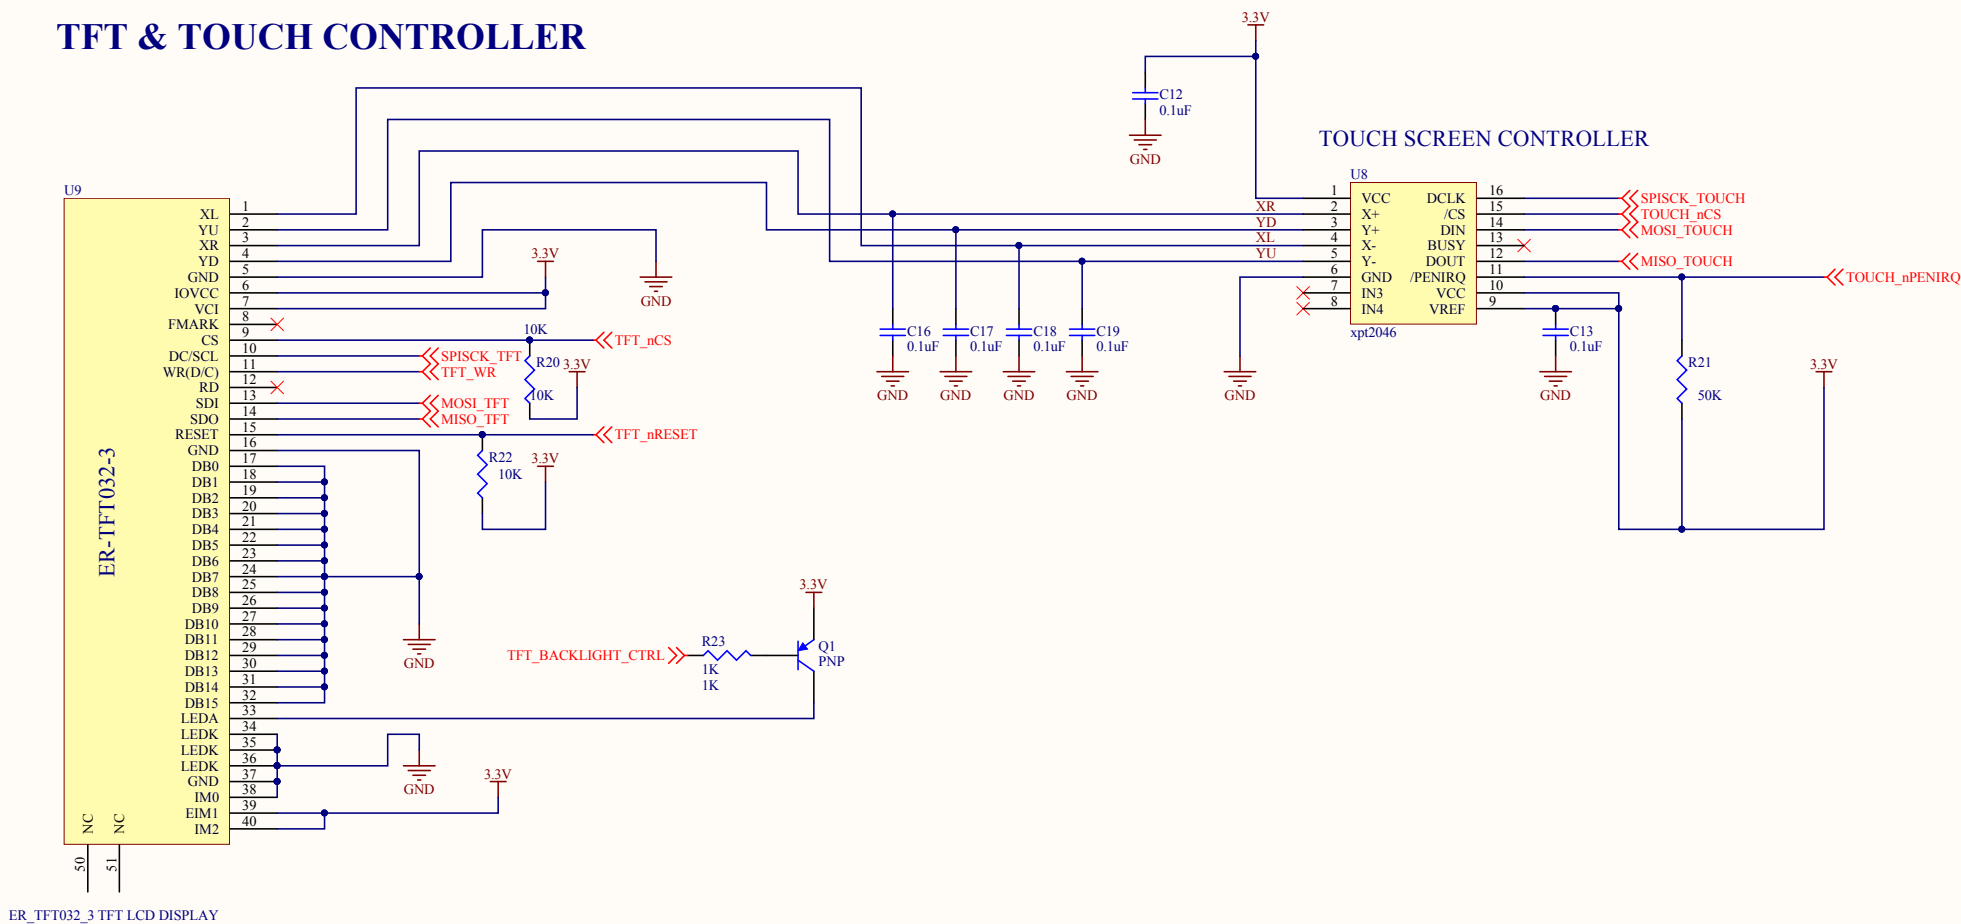 TFT & TOUCH CONTROLLER
3.3V
C12
0.1uF
GND
TOUCH SCREEN CONTROLLER
U9
XL 1
YU 2
XR 3
YD 4
GND 5
IOVCC 6
VCI 7
FMARK 8
CS 9
DC/SCL 10
WR(D/C) 11
RD 12
SDI 13
SDO 14
RESET 15
GND 16
DB0 17
DB1 18
DB2 19
DB3 20
DB4 21
DB5 22
DB6 23
DB7 24
DB8 25
DB9 26
DB10 27
DB11 28
DB12 29
DB13 30
DB14 31
DB15 32
LEDA 33
LEDK 34
LEDK 35
LEDK 36
GND 37
IM0 38
EIM1 39
IM2 40
ER-TFT032-3
NC
NC
50
51
ER_TFT032_3 TFT LCD DISPLAY
3.3V
GND
10K
TFT_nCS
SPISCK_TFT
TFT_WR
R20
10K
3.3V
MOSI_TFT
MISO_TFT
TFT_nRESET
R22
10K
3.3V
GND
TFT_BACKLIGHT_CTRL
R23
1K
1K
3.3V
Q1
PNP
GND
3.3V
XR
YD
XL
YU
C16
0.1uF
GND
C17
0.1uF
GND
C18
0.1uF
GND
C19
0.1uF
GND
GND
U8
1 VCC DCLK 16
2 X+ /CS 15
3 Y+ DIN 14
4 X- BUSY 13
5 Y- DOUT 12
6 GND /PENIRQ 11
7 IN3 VCC 10
8 IN4 VREF 9
xpt2046
SPISCK_TOUCH
TOUCH_nCS
MOSI_TOUCH
MISO_TOUCH
TOUCH_nPENIRQ
C13
0.1uF
GND
R21
50K
3.3V